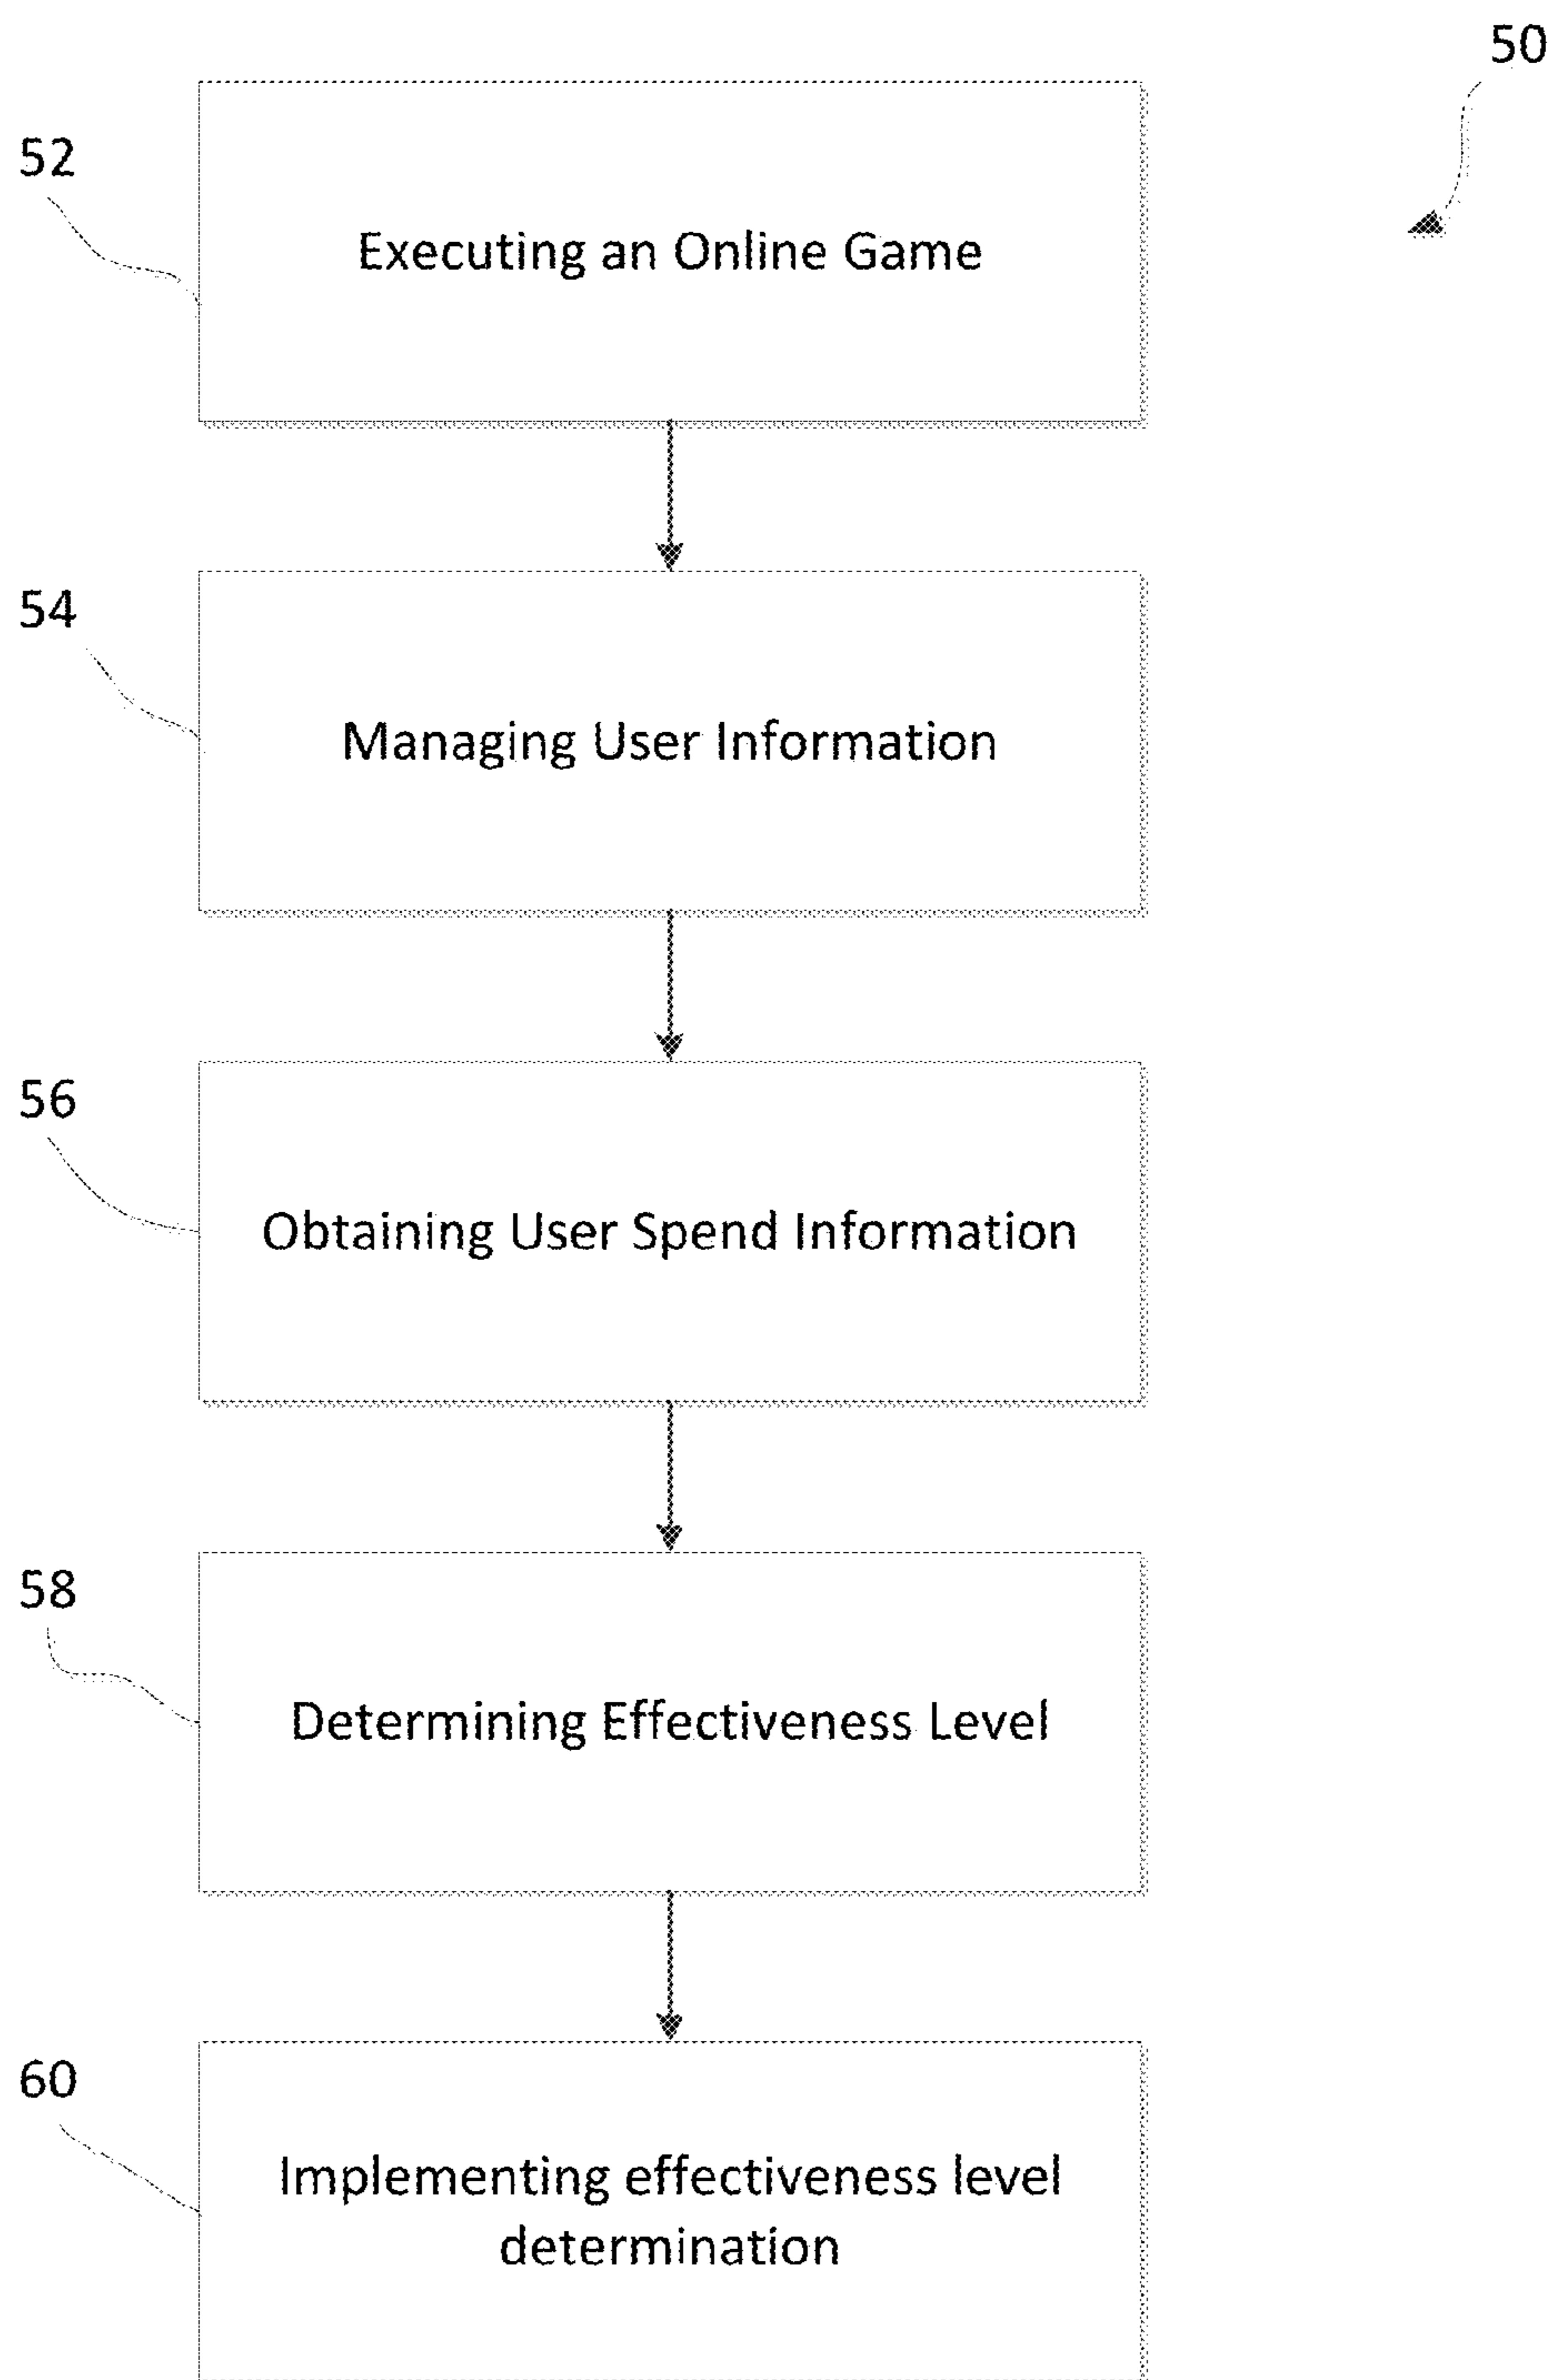 50
52
Executing an Online Game
54
Managing User Information
56
Obtaining User Spend Information
58
Determining Effectiveness Level
60
Implementing effectiveness level
determination